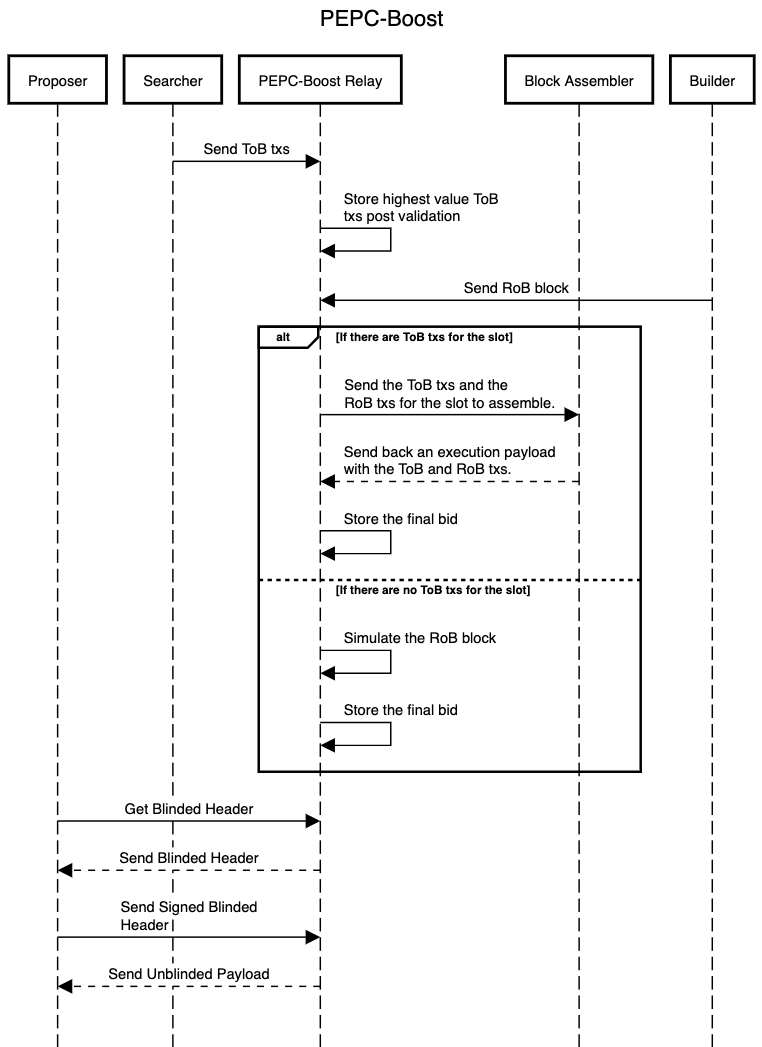 PEPC-Boost
Proposer
Searcher
PEPC-Boost Relay
Block Assembler
Builder
Send ToB txs
Store highest value ToB
txs post validation
Send RoB block
alt
[If there are ToB txs for the slot]
Send the ToB txs and the
RoB txs for the slot to assemble.
Send back an execution payload
with the ToB and RoB txs.
Store the final bid
[If there are no ToB txs for the slot]
Simulate the RoB block
Store the final bid
Get Blinded Header
Send Blinded Header
Send Signed Blinded
Header
Send Unblinded Payload